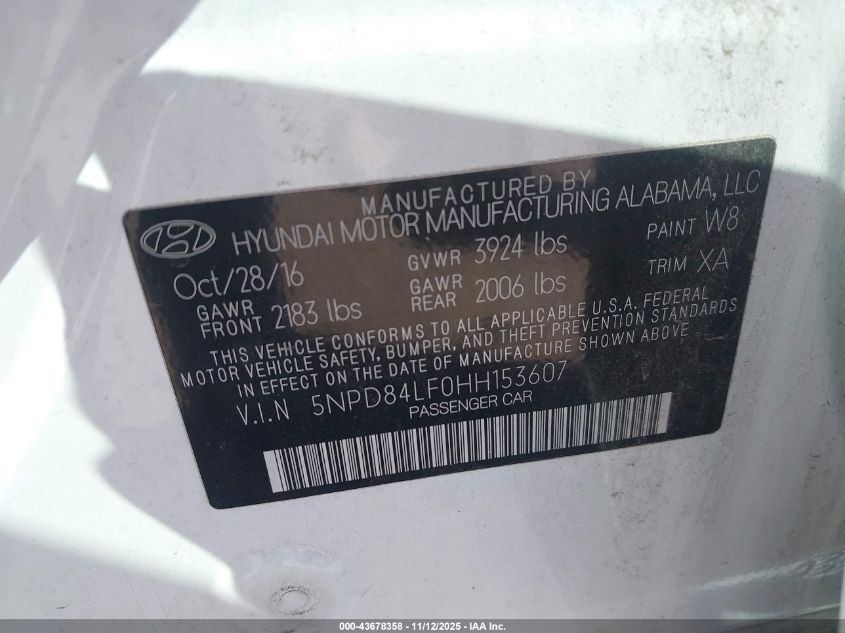 MANUFACTURED BY
HYUNDAI MOTOR MANUFACTURING ALABAMA, LLC
Oct/28/16 GVWR 3924 lbs PAINT W8
GAWR FRONT 2183 lbs GAWR REAR 2006 lbs TRIM XA
THIS VEHICLE CONFORMS TO ALL APPLICABLE U.S.A. FEDERAL
MOTOR VEHICLE SAFETY, BUMPER, AND THEFT PREVENTION STANDARDS
IN EFFECT ON THE DATE OF MANUFACTURE SHOWN ABOVE
V.I.N 5NPD84LF0HH153607
PASSENGER CAR
000-43678358 - 11/12/2025 - IAA Inc.